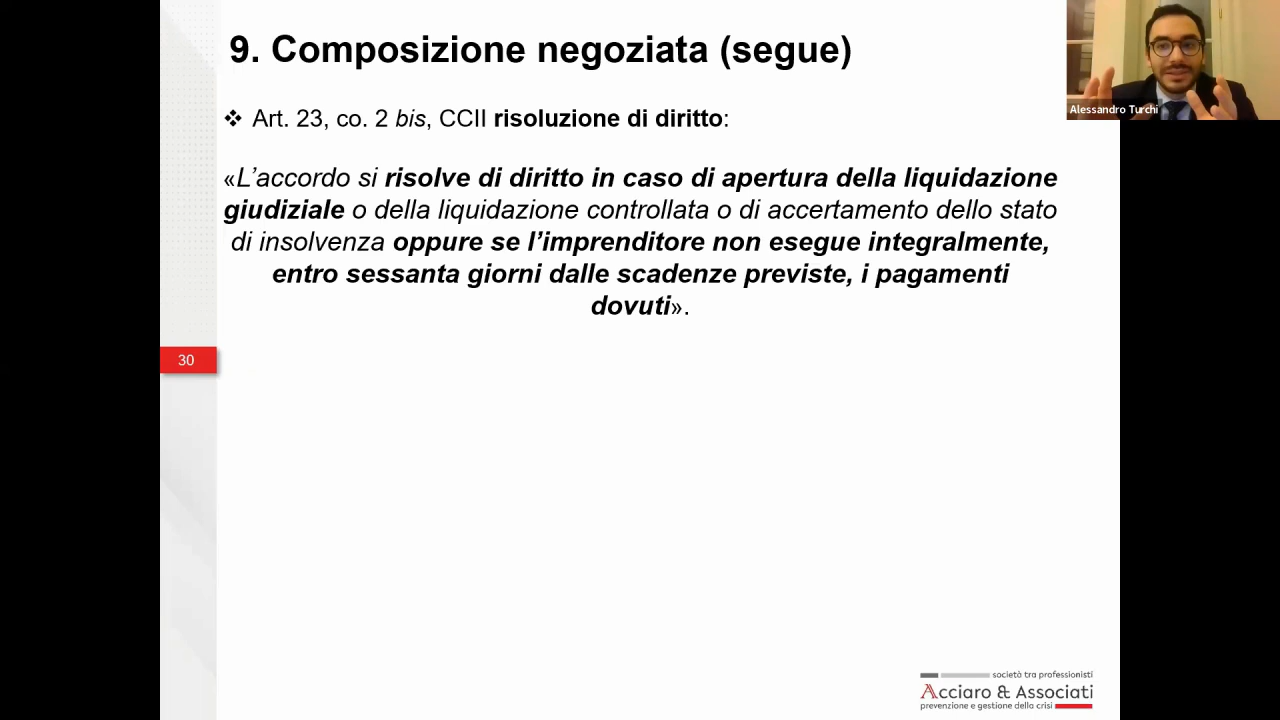 9. Composizione negoziata (segue)
Alessandro Turchi
❖ Art. 23, co. 2 bis, CCII risoluzione di diritto:
«L’accordo si risolve di diritto in caso di apertura della liquidazione
giudiziale o della liquidazione controllata o di accertamento dello stato
di insolvenza oppure se l’imprenditore non esegue integralmente,
entro sessanta giorni dalle scadenze previste, i pagamenti
dovuti».
30
società tra professionisti
Acciaro & Associati
prevenzione e gestione della crisi